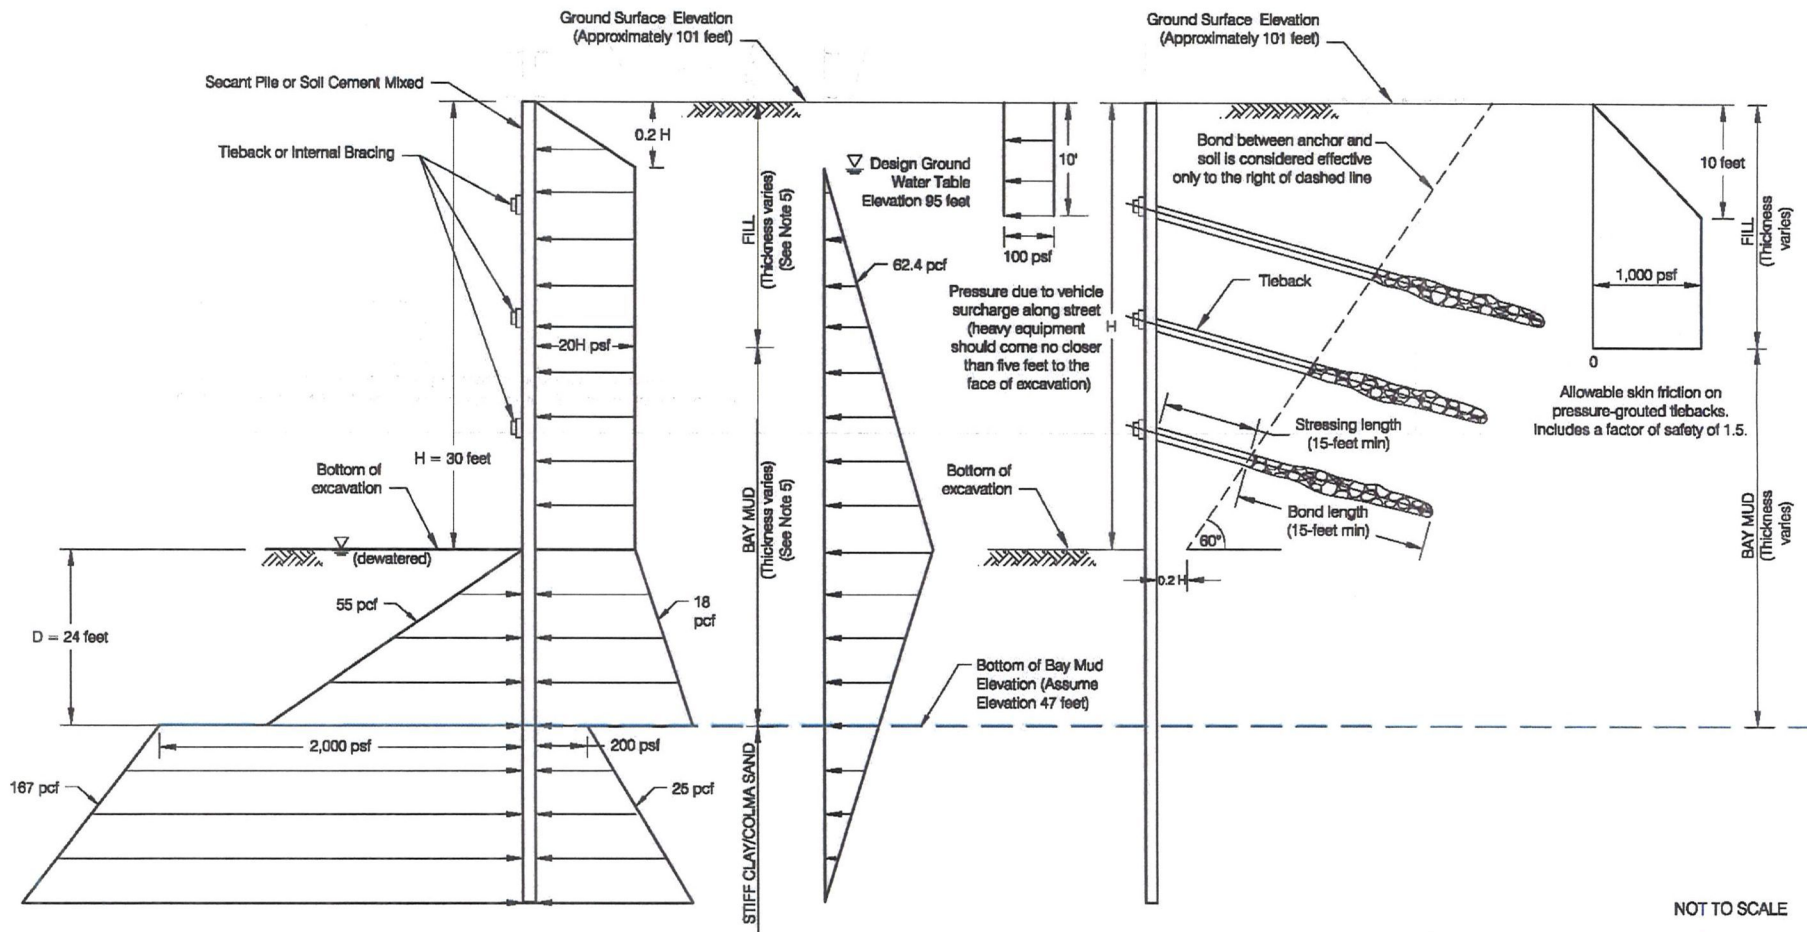 Ground Surface Elevation
(Approximately 101 feet)
Secant Pile or Soil Cement Mixed
Tieback or Internal Bracing
0.2 H
FILL
(Thickness varies)
(See Note 5)
20H psf
H = 30 feet
Bottom of
excavation
(dewatered)
BAY MUD
(Thickness varies)
(See Note 5)
55 pcf
18
pcf
D = 24 feet
2,000 psf
200 psf
167 pcf
25 pcf
STIFF CLAY/COLMA SAND
Design Ground
Water Table
Elevation 95 feet
62.4 pcf
10'
100 psf
Pressure due to vehicle
surcharge along street
(heavy equipment
should come no closer
than five feet to the
face of excavation)
Bottom of Bay Mud
Elevation (Assume
Elevation 47 feet)
Ground Surface Elevation
(Approximately 101 feet)
H
Bond between anchor and
soil is considered effective
only to the right of dashed line
Tieback
Stressing length
(15-feet min)
Bond length
(15-feet min)
Bottom of
excavation
60°
0.2 H
10 feet
1,000 psf
0
Allowable skin friction on
pressure-grouted tiebacks.
Includes a factor of safety of 1.5.
FILL
(Thickness
varies)
BAY MUD
(Thickness
varies)
NOT TO SCALE